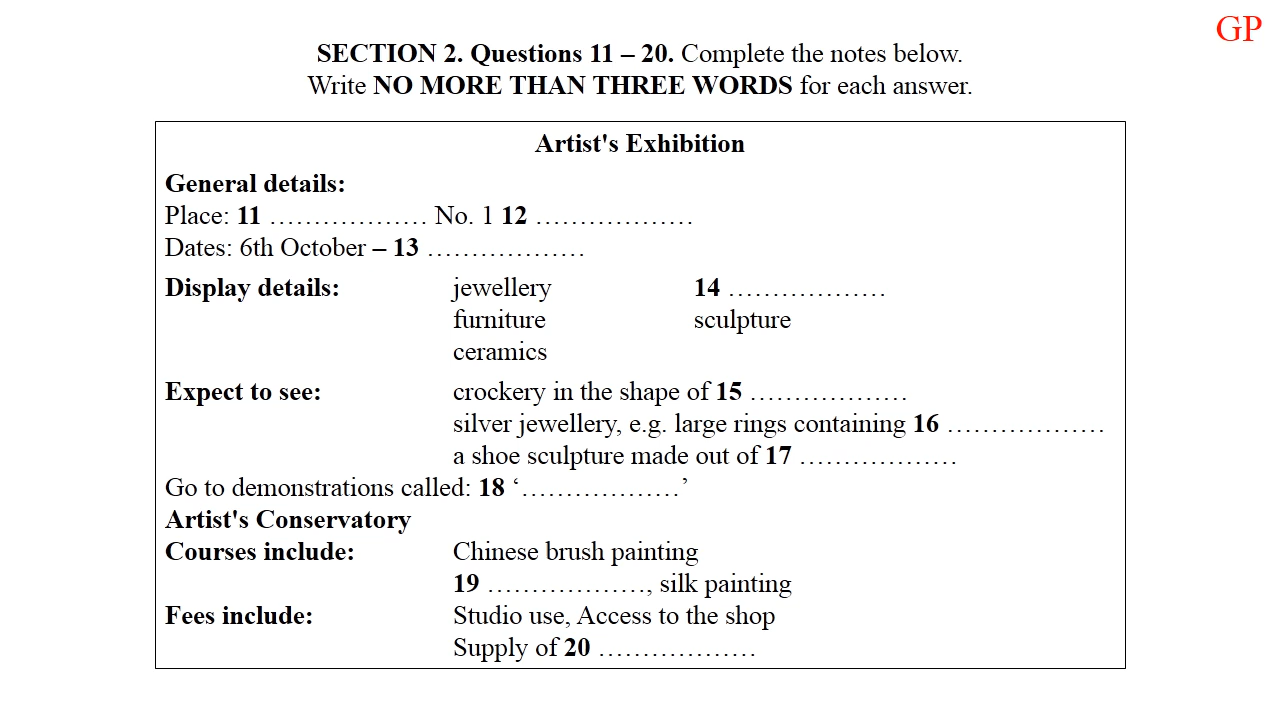 GP
SECTION 2. Questions 11 – 20. Complete the notes below.
Write NO MORE THAN THREE WORDS for each answer.
Artist's Exhibition
General details:
Place: 11 ……………… No. 1 12 ………………
Dates: 6th October – 13 ………………
Display details: jewellery 14 ………………
furniture sculpture
ceramics
Expect to see: crockery in the shape of 15 ………………
silver jewellery, e.g. large rings containing 16 ………………
a shoe sculpture made out of 17 ………………
Go to demonstrations called: 18 ‘………………’
Artist's Conservatory
Courses include: Chinese brush painting
19 ………………, silk painting
Fees include: Studio use, Access to the shop
Supply of 20 ………………